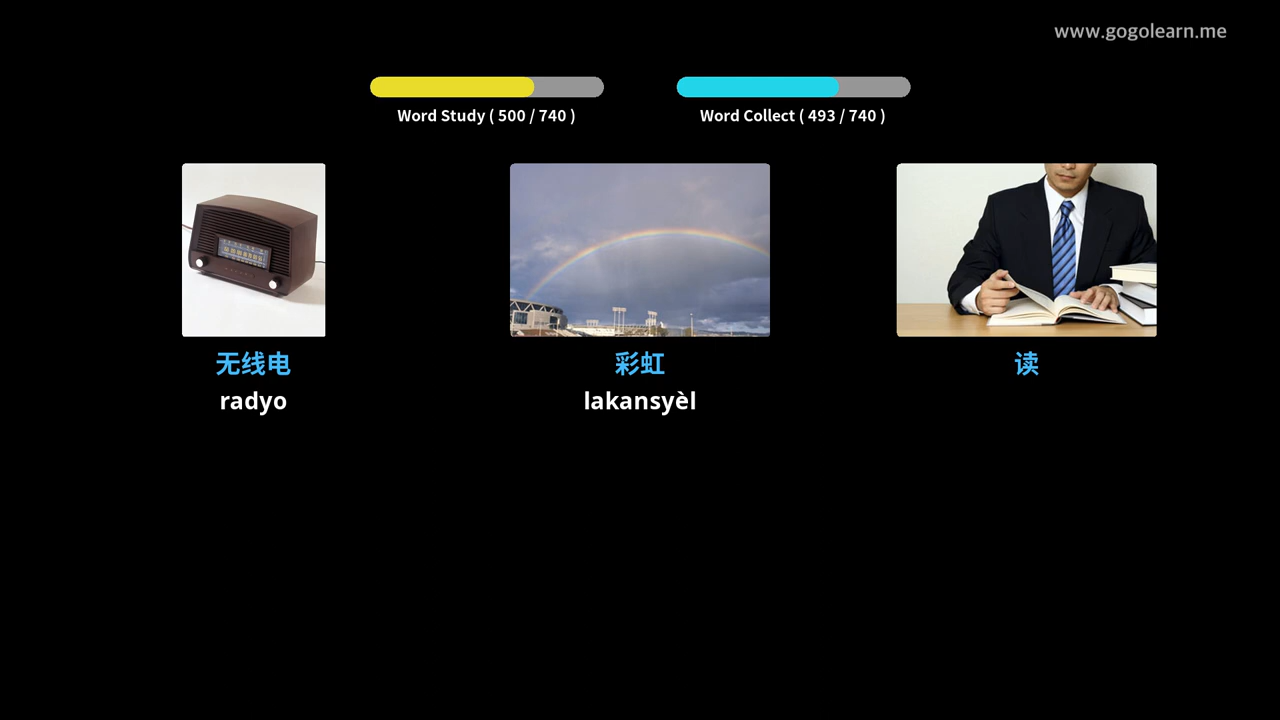 www.gogolearn.me
Word Study ( 500 / 740 )
Word Collect ( 493 / 740 )
无线电
radyo
彩虹
lakansyèl
读